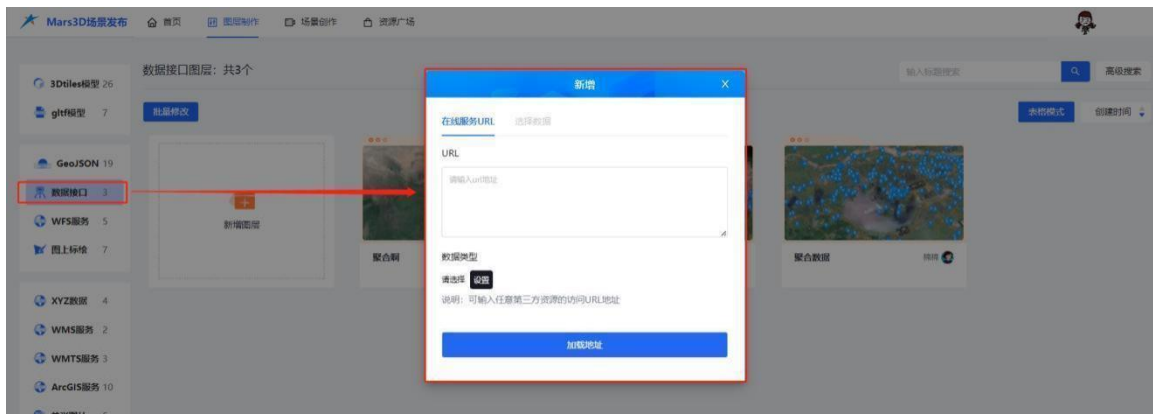 Mars3D场景发布 首页 图层制作 场景创作 资源广场
数据接口图层：共3个
输入标题搜索 高级搜索
批量修改
表格模式 创建时间
3Dtiles模型 26
gltf模型 7
GeoJSON 19
数据接口 3
WFS服务 5
图上标绘 7
XYZ数据 4
WMS服务 2
WMTS服务 3
ArcGIS服务 10
新增图层
聚合啊
聚合数据
新增 X
在线服务URL 选择数据
URL
请输入url地址
数据类型
请选择 设置
说明：可输入任意第三方资源的访问URL地址
加载地址